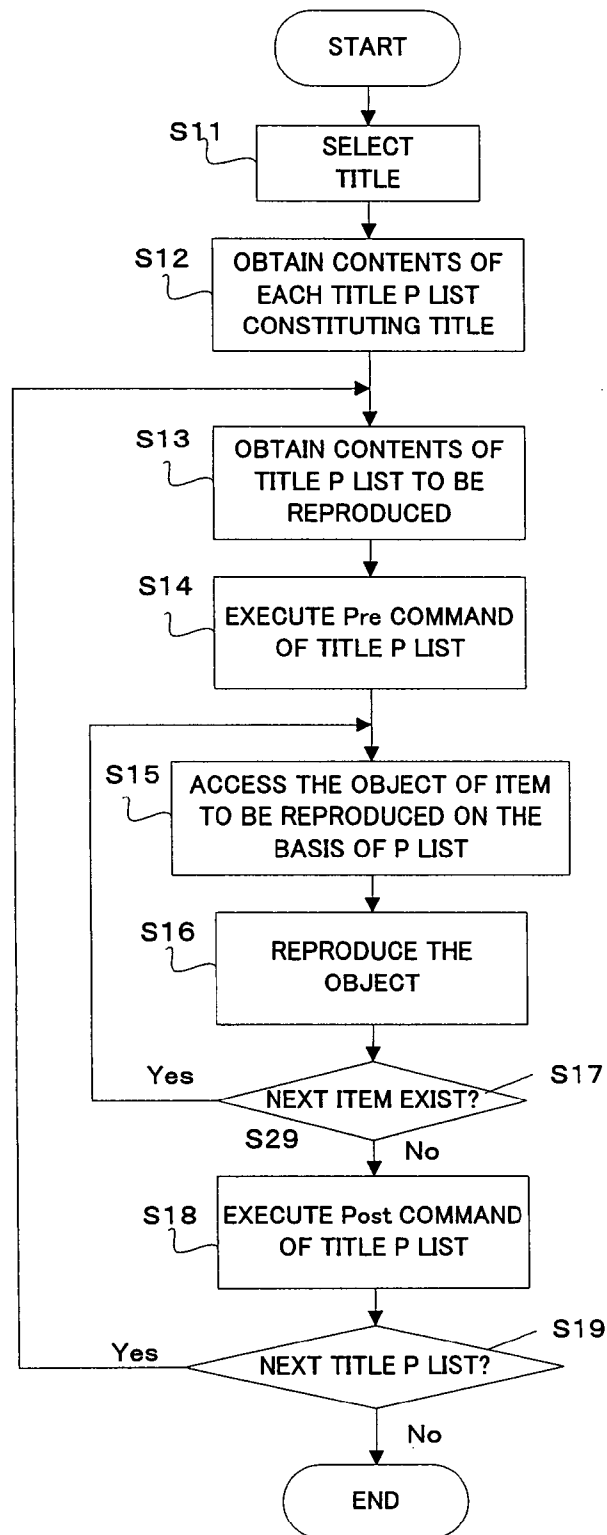 START
S11
SELECT
TITLE
S12
OBTAIN CONTENTS OF
EACH TITLE P LIST
CONSTITUTING TITLE
S13
OBTAIN CONTENTS OF
TITLE P LIST TO BE
REPRODUCED
S14
EXECUTE Pre COMMAND
OF TITLE P LIST
S15
ACCESS THE OBJECT OF ITEM
TO BE REPRODUCED ON THE
BASIS OF P LIST
S16
REPRODUCE THE
OBJECT
Yes
NEXT ITEM EXIST?
S17
S29
No
S18
EXECUTE Post COMMAND
OF TITLE P LIST
S19
Yes
NEXT TITLE P LIST?
No
END